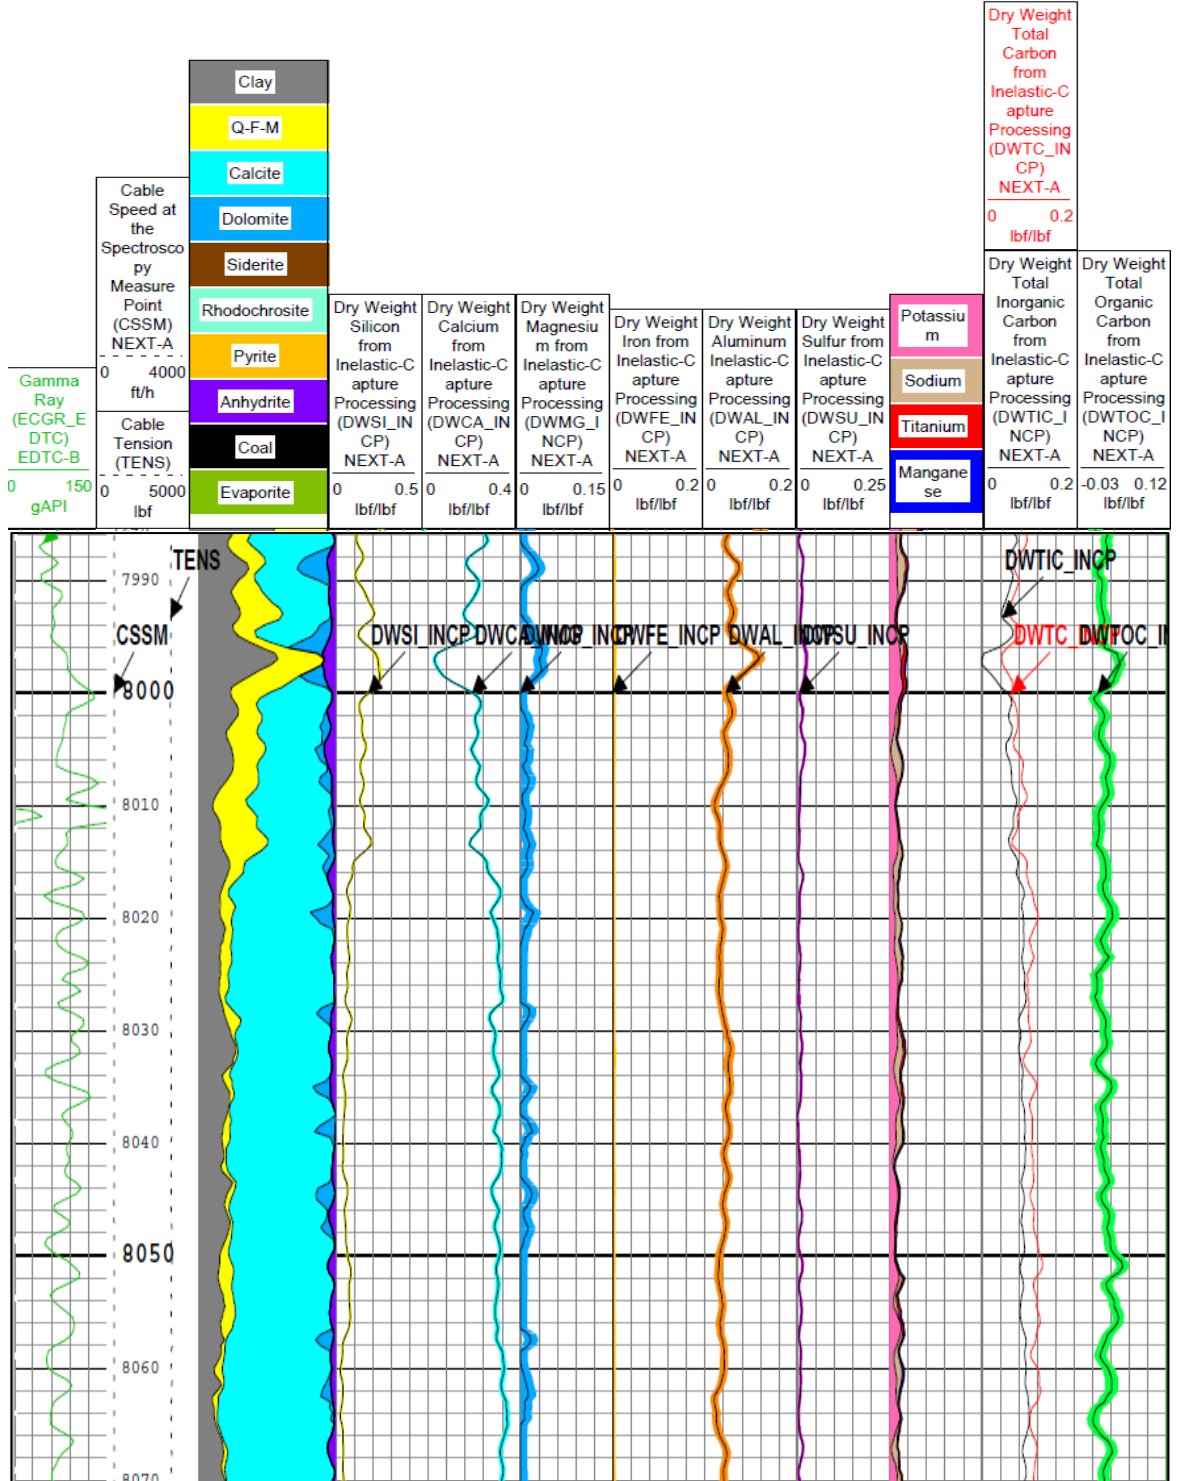 Dry Weight
Total
Carbon
from
Inelastic-C
apture
Processing
(DWTC_IN
CP)
NEXT-A
0 0.2
lbf/lbf
Clay
Q-F-M
Calcite
Dolomite
Siderite
Rhodochrosite
Pyrite
Anhydrite
Coal
Evaporite
Cable
Speed at
the
Spectrosco
py
Measure
Point
(CSSM)
NEXT-A
0 4000
ft/h
Cable
Tension
(TENS)
0 5000
lbf
Gamma
Ray
(ECGR_E
DTC)
EDTC-B
0 150
gAPI
Dry Weight
Silicon
from
Inelastic-C
apture
Processing
(DWSI_IN
CP)
NEXT-A
0 0.5
lbf/lbf
Dry Weight
Calcium
from
Inelastic-C
apture
Processing
(DWCA_IN
CP)
NEXT-A
0 0.4
lbf/lbf
Dry Weight
Magnesiu
m from
Inelastic-C
apture
Processing
(DWMG_I
NCP)
NEXT-A
0 0.15
lbf/lbf
Dry Weight
Iron from
Inelastic-C
apture
Processing
(DWFE_IN
CP)
NEXT-A
0 0.2
lbf/lbf
Dry Weight
Aluminum
Inelastic-C
apture
Processing
(DWAL_IN
CP)
NEXT-A
0 0.2
lbf/lbf
Dry Weight
Sulfur from
Inelastic-C
apture
Processing
(DWSU_IN
CP)
NEXT-A
0 0.25
lbf/lbf
Potassiu
m
Sodium
Titanium
Mangane
se
Dry Weight
Total
Inorganic
Carbon
from
Inelastic-C
apture
Processing
(DWTIC_I
NCP)
NEXT-A
0 0.2
lbf/lbf
Dry Weight
Total
Organic
Carbon
from
Inelastic-C
apture
Processing
(DWTOC_I
NCP)
NEXT-A
-0.03 0.12
lbf/lbf
TENS
DWTIC_INCP
7990
CSSM
DWSI_INCP
DWFE_INCP
8000
8010
8020
8030
8040
8050
8060
8070